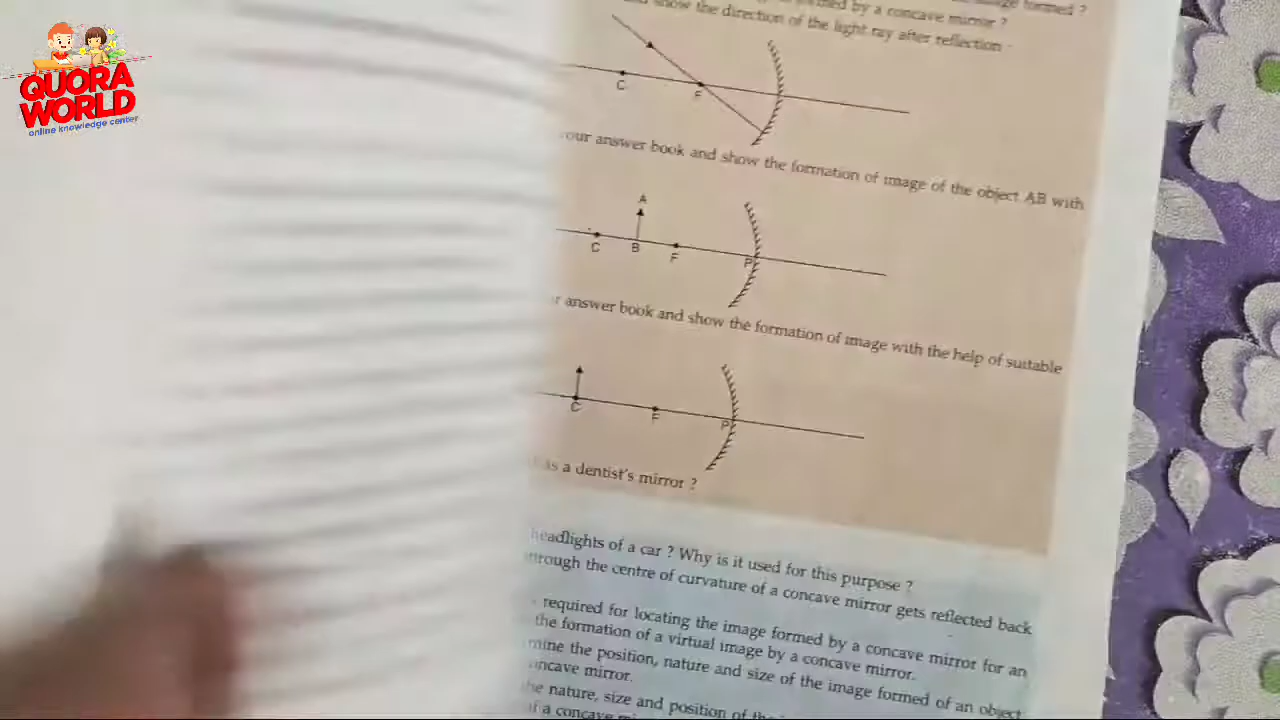 QUORA
WORLD
online knowledge center
image formed ?
formed by a concave mirror ?
show the direction of the light ray after reflection -
C
F
our answer book and show the formation of image of the object AB with
A
C
B
F
P
answer book and show the formation of image with the help of suitable
C
F
P
as a dentist's mirror ?
headlights of a car ? Why is it used for this purpose ?
through the centre of curvature of a concave mirror gets reflected back
required for locating the image formed by a concave mirror for an
the formation of a virtual image by a concave mirror.
mine the position, nature and size of the image formed of an object
oncave mirror.
he nature, size and position of the
of a concave